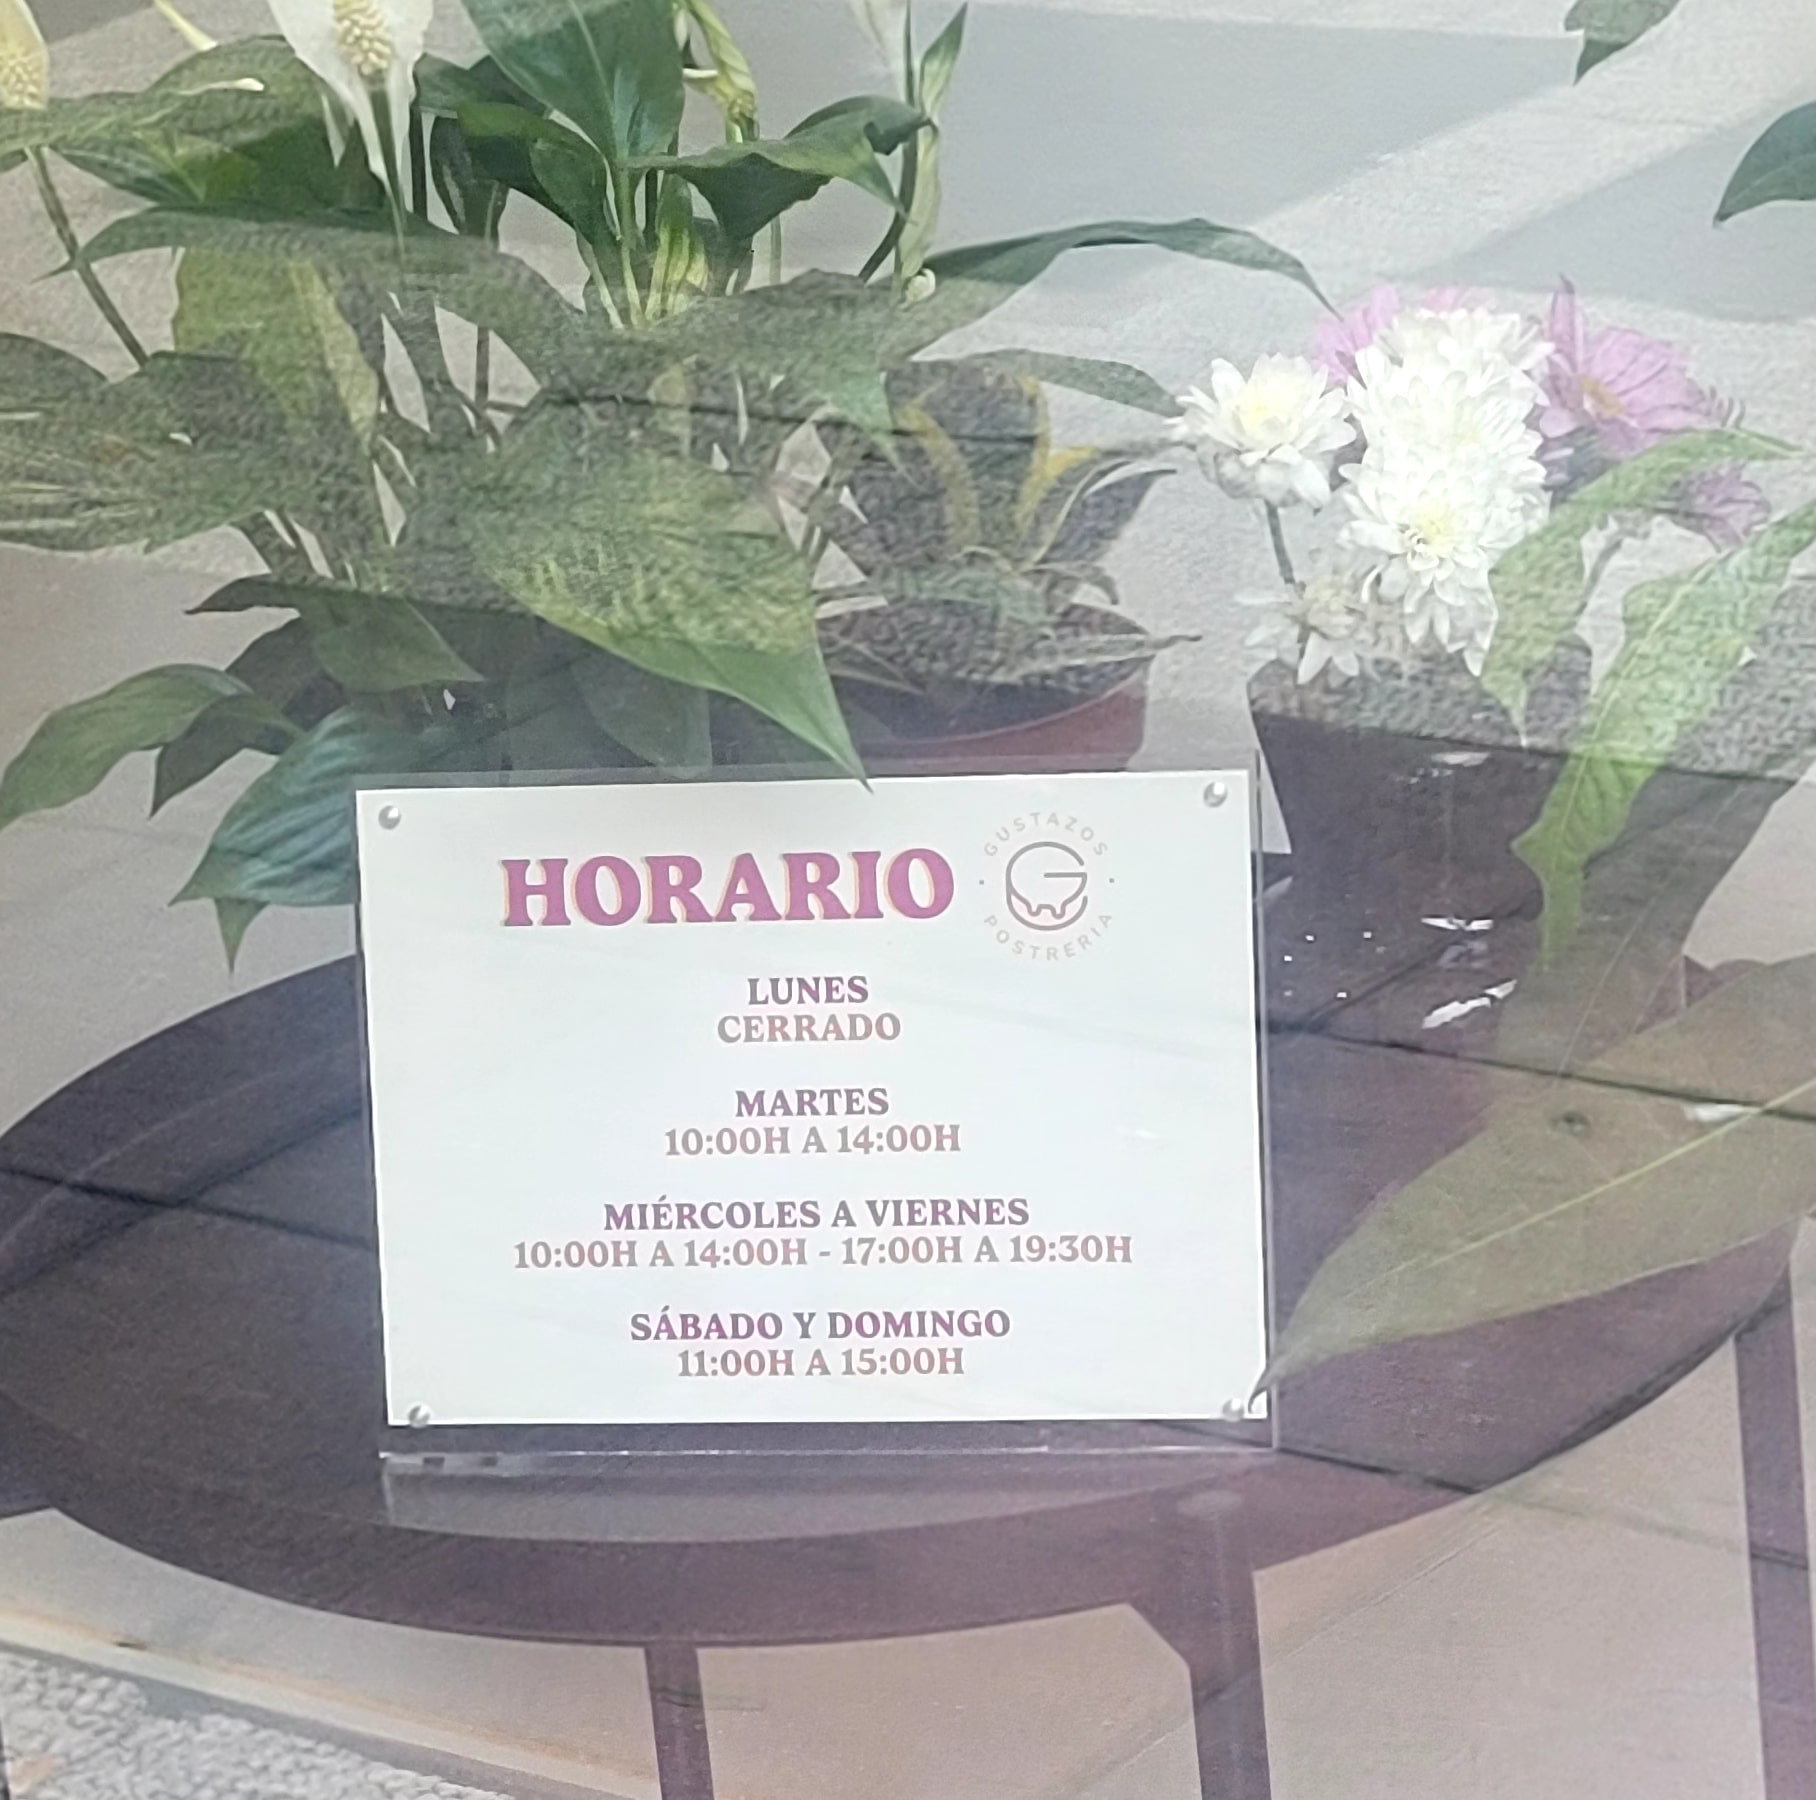 HORARIO
GUSTAZOS
G
POSTRERIA
LUNES
CERRADO
MARTES
10:00H A 14:00H
MIÉRCOLES A VIERNES
10:00H A 14:00H - 17:00H A 19:30H
SÁBADO Y DOMINGO
11:00H A 15:00H